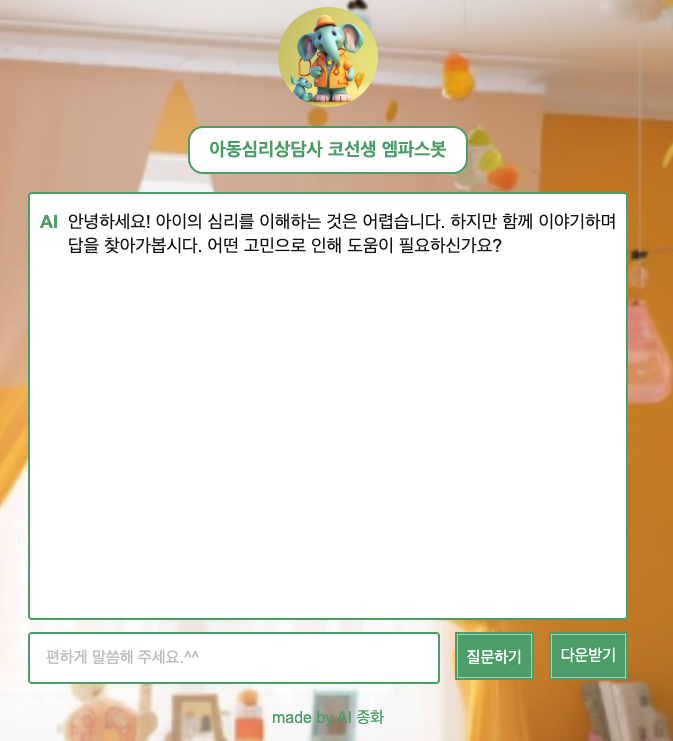 아동심리상담사 코선생 엠파스봇
AI 안녕하세요! 아이의 심리를 이해하는 것은 어렵습니다. 하지만 함께 이야기하며
답을 찾아가봅시다. 어떤 고민으로 인해 도움이 필요하신가요?
편하게 말씀해 주세요.^^
질문하기
다운받기
made by AI 종화